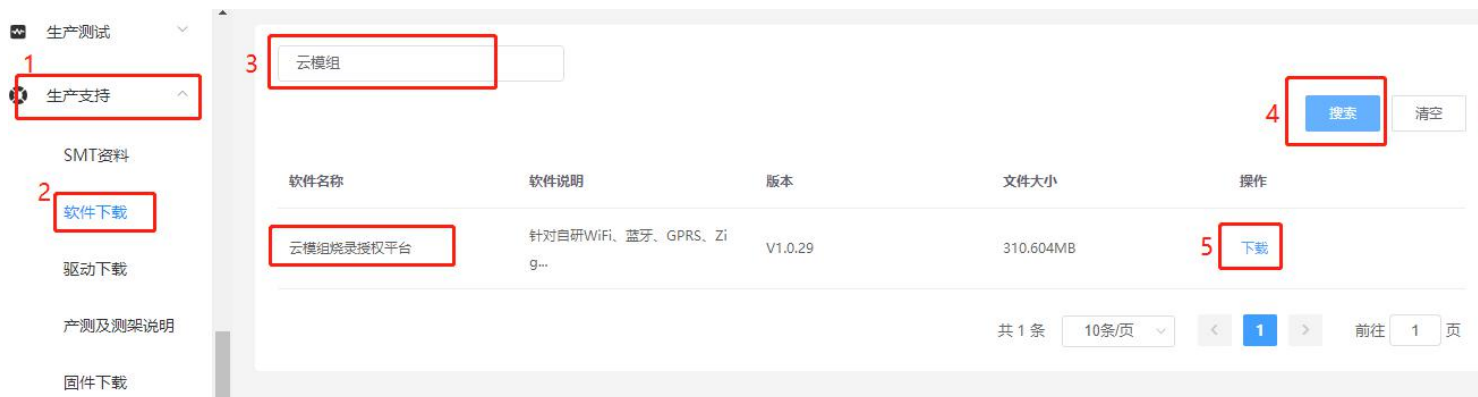 生产测试
1
生产支持
SMT资料
2
软件下载
驱动下载
产测及测架说明
固件下载
3
云模组
4
搜索
清空
软件名称
软件说明
版本
文件大小
操作
云模组烧录授权平台
针对自研WiFi、蓝牙、GPRS、Zi
g...
V1.0.29
310.604MB
5
下载
共 1 条
10条/页
<
1
>
前往
1
页